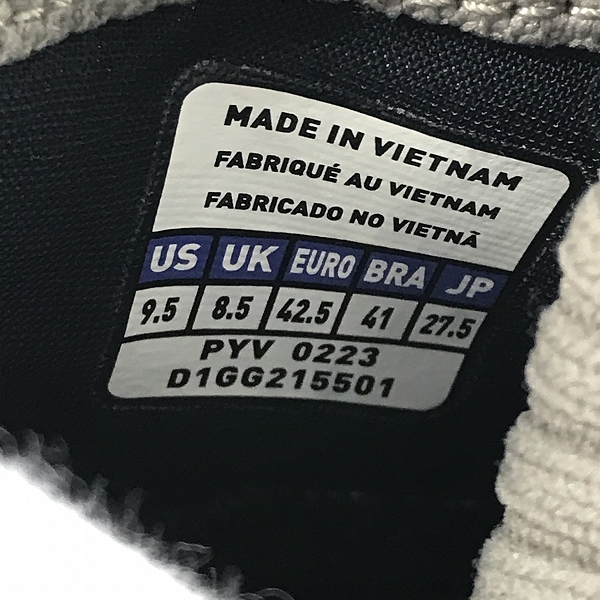 MADE IN VIETNAM
FABRIQUÉ AU VIETNAM
FABRICADO NO VIETNÃ
US UK EURO BRA JP
9.5 8.5 42.5 41 27.5
PYV 0223
D1GG215501